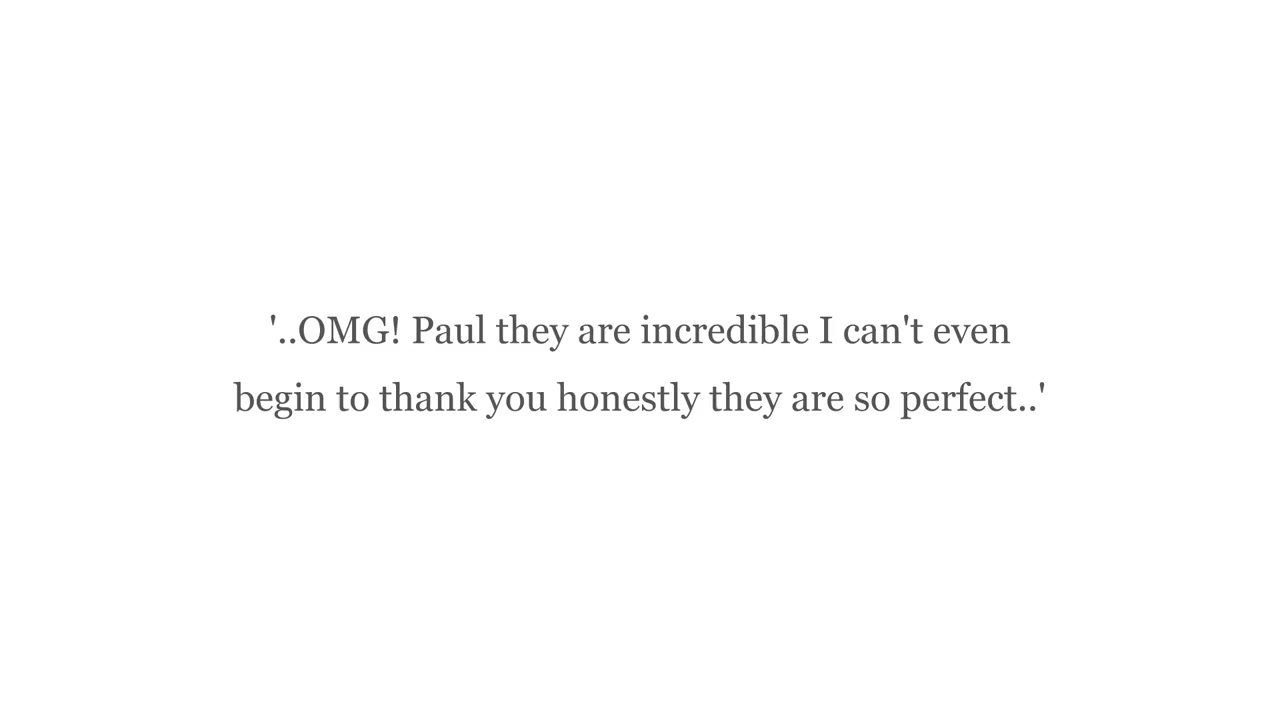 '..OMG! Paul they are incredible I can't even
begin to thank you honestly they are so perfect..'